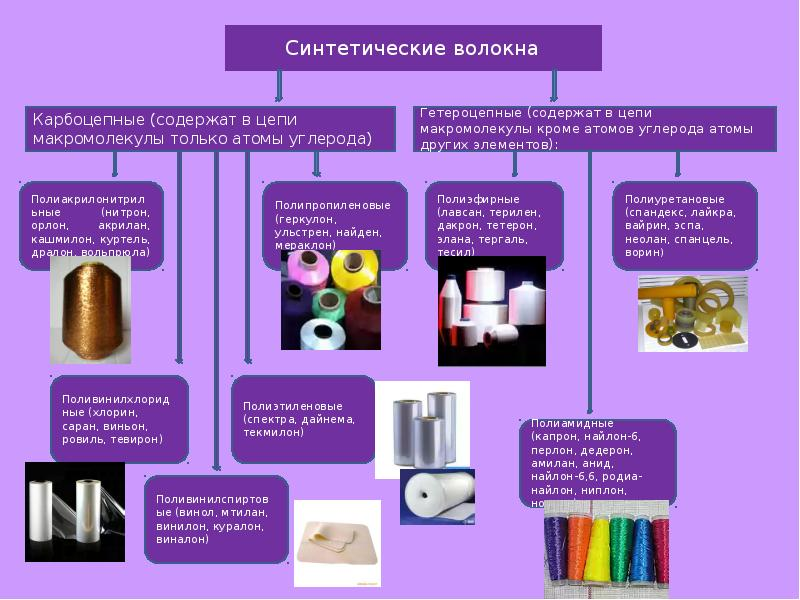 Синтетические волокна
Карбоцепные (содержат в цепи
макромолекулы только атомы углерода)
Гетероцепные (содержат в цепи
макромолекулы кроме атомов углерода атомы
других элементов):
Полиакрилонитрил
ьные (нитрон,
орлон, акрилан,
кашмилон, куртель,
дралон, вольпрюла)
Полипропиленовые
(геркулон,
ульстрен, найден,
мераклон)
Полиэфирные
(лавсан, терилен,
дакрон, тетерон,
элана, тергаль,
тесил)
Полиуретановые
(спандекс, лайкра,
вайрин, эспа,
неолан, спанцель,
ворин)
Поливинилхлорид
ные (хлорин,
саран, виньон,
ровиль, тевирон)
Полиэтиленовые
(спектра, дайнема,
текмилон)
Полиамидные
(капрон, найлон-6,
перлон, дедерон,
амилан, анид,
найлон-6,6, родиа-
найлон, ниплон,
Поливинилспиртов
ые (винол, мтилан,
винилон, куралон,
виналон)